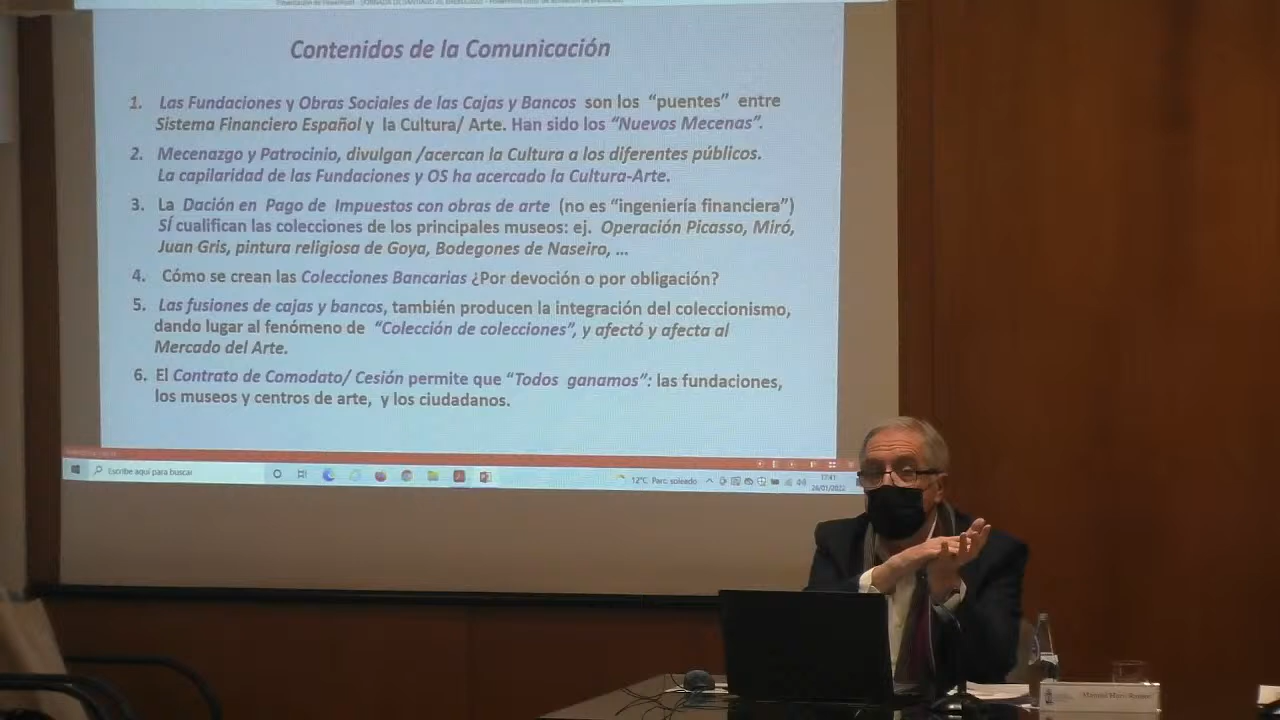 Contenidos de la Comunicación
1. Las Fundaciones y Obras Sociales de las Cajas y Bancos son los “puentes” entre
Sistema Financiero Español y la Cultura/ Arte. Han sido los “Nuevos Mecenas”.
2. Mecenazgo y Patrocinio, divulgan /acercan la Cultura a los diferentes públicos.
La capilaridad de las Fundaciones y OS ha acercado la Cultura-Arte.
3. La Dación en Pago de Impuestos con obras de arte (no es “ingeniería financiera”)
SÍ cualifican las colecciones de los principales museos: ej. Operación Picasso, Miró,
Juan Gris, pintura religiosa de Goya, Bodegones de Naseiro, ...
4. Cómo se crean las Colecciones Bancarias ¿Por devoción o por obligación?
5. Las fusiones de cajas y bancos, también producen la integración del coleccionismo,
dando lugar al fenómeno de “Colección de colecciones”, y afectó y afecta al
Mercado del Arte.
6. El Contrato de Comodato/ Cesión permite que “Todos ganamos”: las fundaciones,
los museos y centros de arte, y los ciudadanos.
Escribe aquí para buscar
12°C Parc. soleado
17:41
26/01/2022